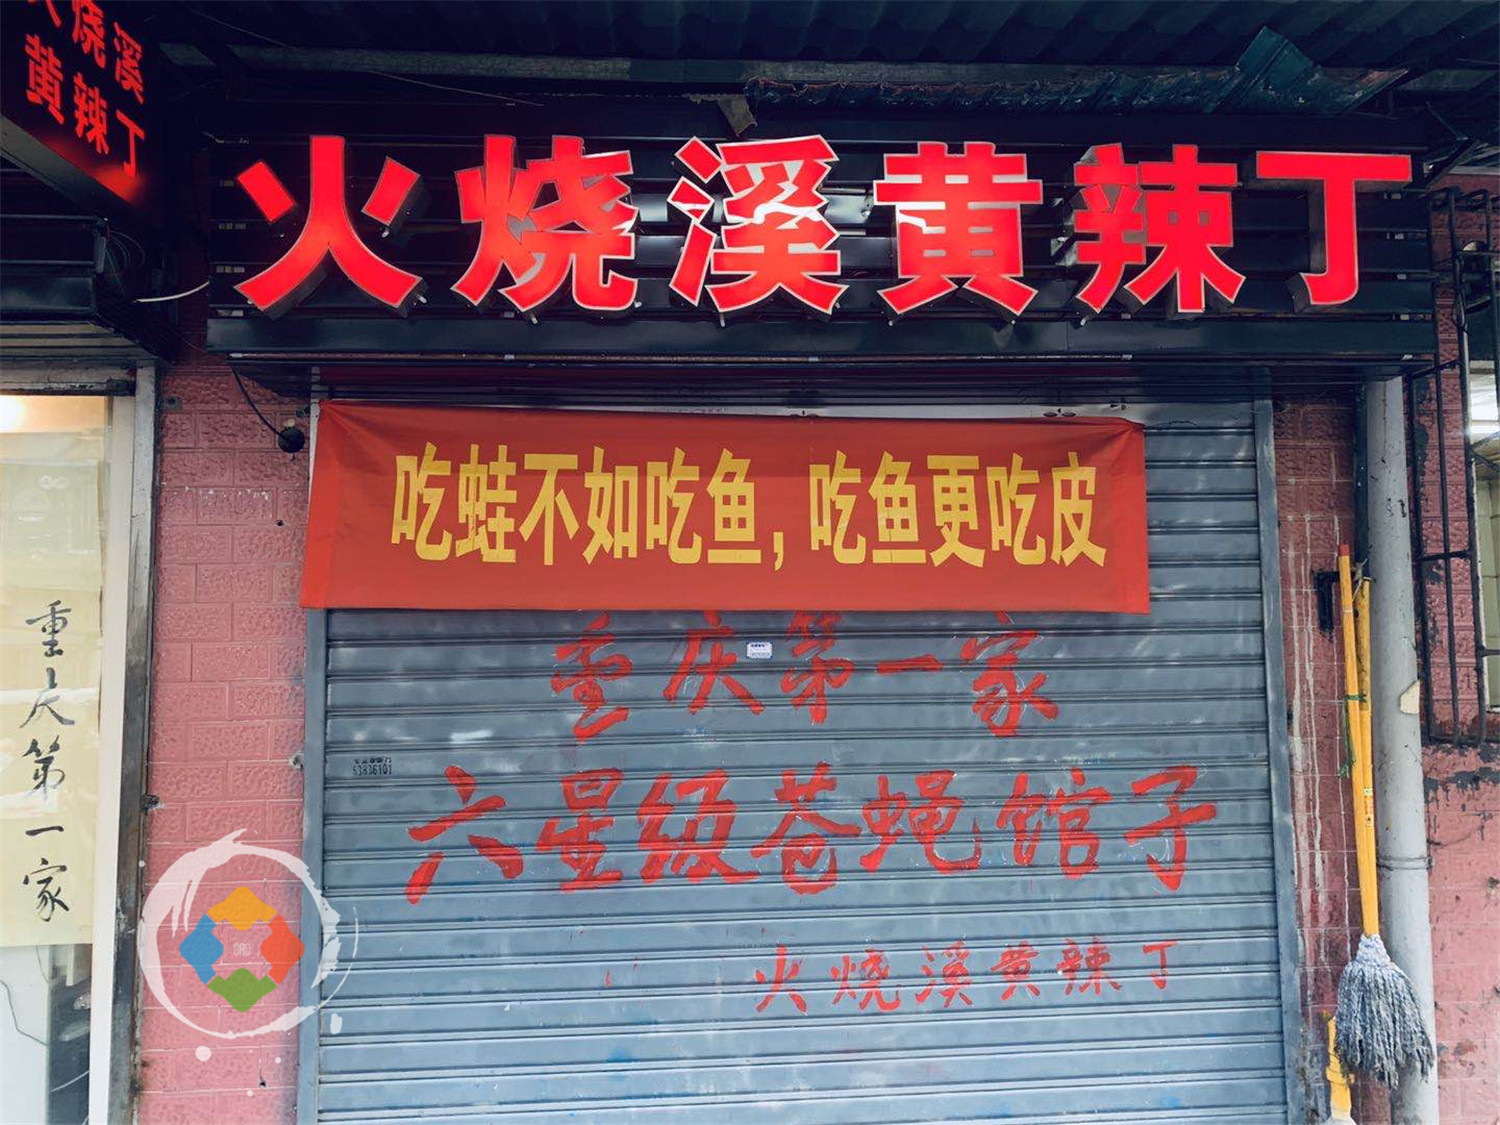 烧溪
黄辣丁
火烧溪黄辣丁
吃蛙不如吃鱼，吃鱼更吃皮
重庆第一家
六星级苍蝇馆子
火烧溪黄辣丁
63836101
重庆第一家